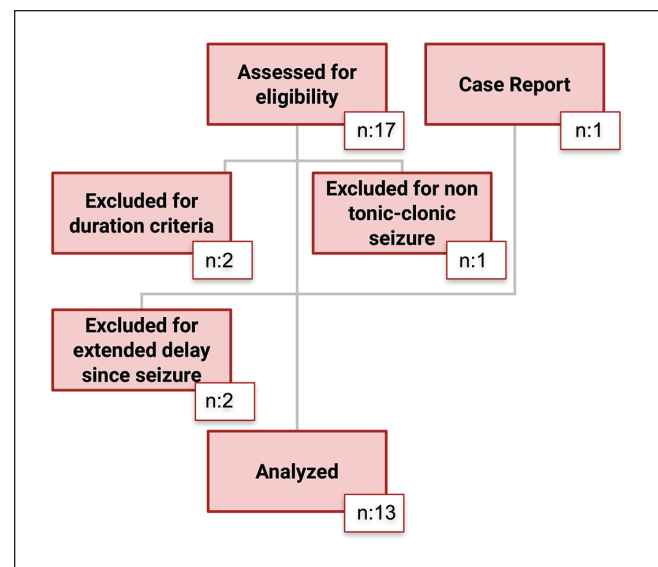 Assessed for
eligibility
n:17
Case Report
n:1
Excluded for
duration criteria
n:2
Excluded for non
tonic-clonic
seizure
n:1
Excluded for
extended delay
since seizure
n:2
Analyzed
n:13